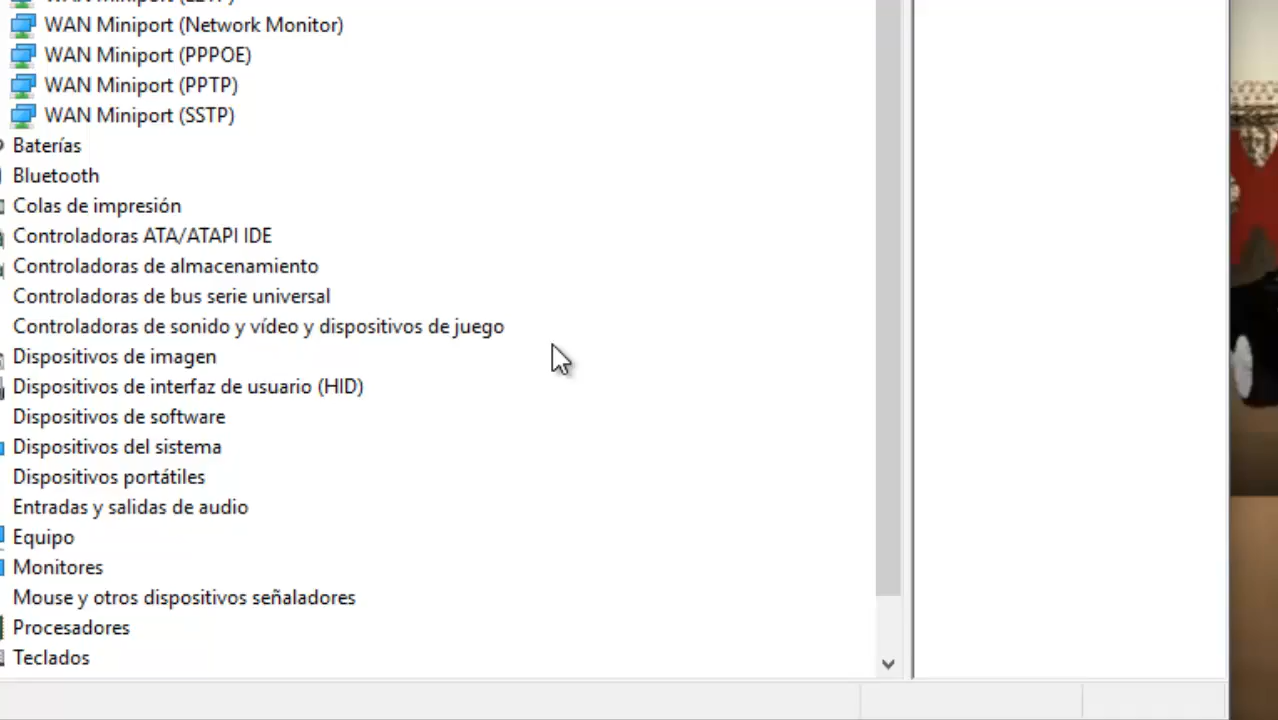 WAN Miniport (L2TP)
WAN Miniport (Network Monitor)
WAN Miniport (PPPOE)
WAN Miniport (PPTP)
WAN Miniport (SSTP)
Baterías
Bluetooth
Colas de impresión
Controladoras ATA/ATAPI IDE
Controladoras de almacenamiento
Controladoras de bus serie universal
Controladoras de sonido y vídeo y dispositivos de juego
Dispositivos de imagen
Dispositivos de interfaz de usuario (HID)
Dispositivos de software
Dispositivos del sistema
Dispositivos portátiles
Entradas y salidas de audio
Equipo
Monitores
Mouse y otros dispositivos señaladores
Procesadores
Teclados